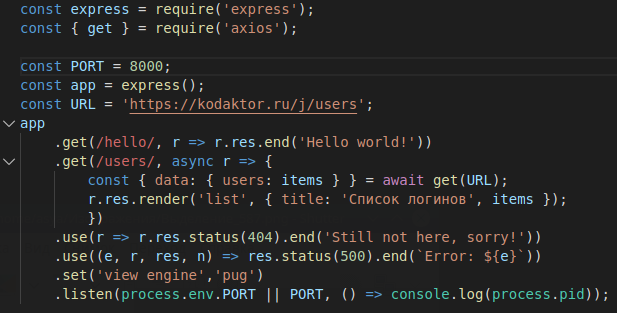 const express = require('express');
const { get } = require('axios');
const PORT = 8000;
const app = express();
const URL = 'https://kodaktor.ru/j/users';
app
    .get(/hello/, r => r.res.end('Hello world!'))
    .get(/users/, async r => {
        const { data: { users: items } } = await get(URL);
        r.res.render('list', { title: 'Список логинов', items });
        })
    .use(r => r.res.status(404).end('Still not here, sorry!'))
    .use((e, r, res, n) => res.status(500).end(`Error: ${e}`))
    .set('view engine','pug')
    .listen(process.env.PORT || PORT, () => console.log(process.pid));